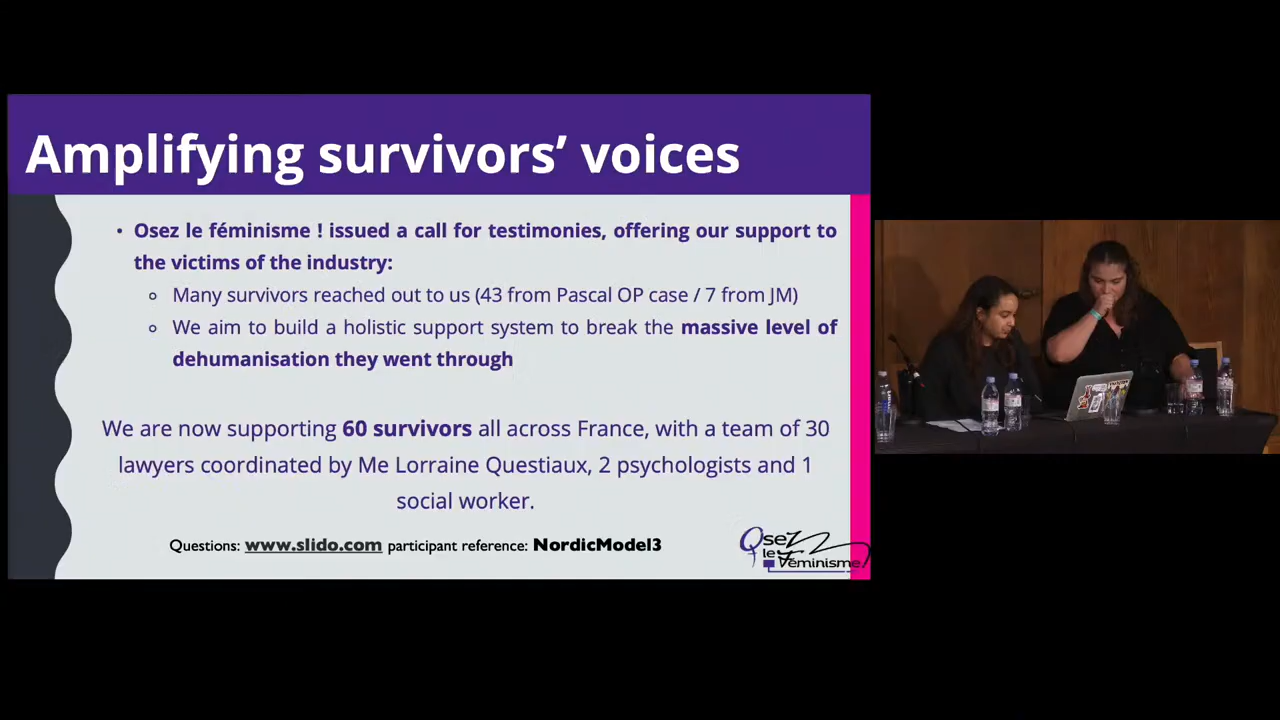 Amplifying survivors’ voices
• Osez le féminisme ! issued a call for testimonies, offering our support to
the victims of the industry:
○ Many survivors reached out to us (43 from Pascal OP case / 7 from JM)
○ We aim to build a holistic support system to break the massive level of
dehumanisation they went through
We are now supporting 60 survivors all across France, with a team of 30
lawyers coordinated by Me Lorraine Questiaux, 2 psychologists and 1
social worker.
Questions: www.slido.com participant reference: NordicModel3
Osez
le
Féminisme!